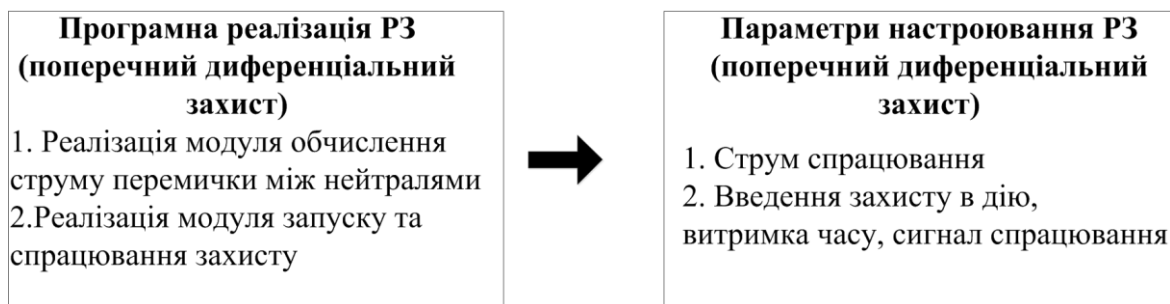 Програмна реалізація РЗ
(поперечний диференціальний
захист)
1. Реалізація модуля обчислення
струму перемички між нейтралями
2.Реалізація модуля запуску та
спрацювання захисту
Параметри настроювання РЗ
(поперечний диференціальний
захист)
1. Струм спрацювання
2. Введення захисту в дію,
витримка часу, сигнал спрацювання